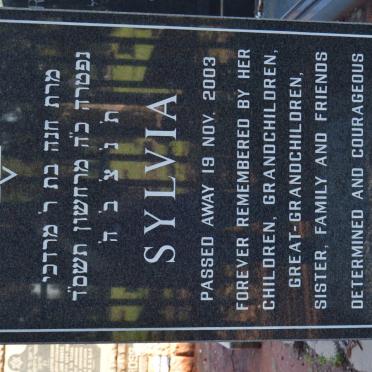 מרת חנה בת ר' מרדכי
נפטרה כ"ה מרחשון תשס"ד
ת נ צ ב ה
SYLVIA
PASSED AWAY 19 NOV. 2003
FOREVER REMEMBERED BY HER
CHILDREN, GRANDCHILDREN,
GREAT-GRANDCHILDREN,
SISTER, FAMILY AND FRIENDS
DETERMINED AND COURAGEOUS